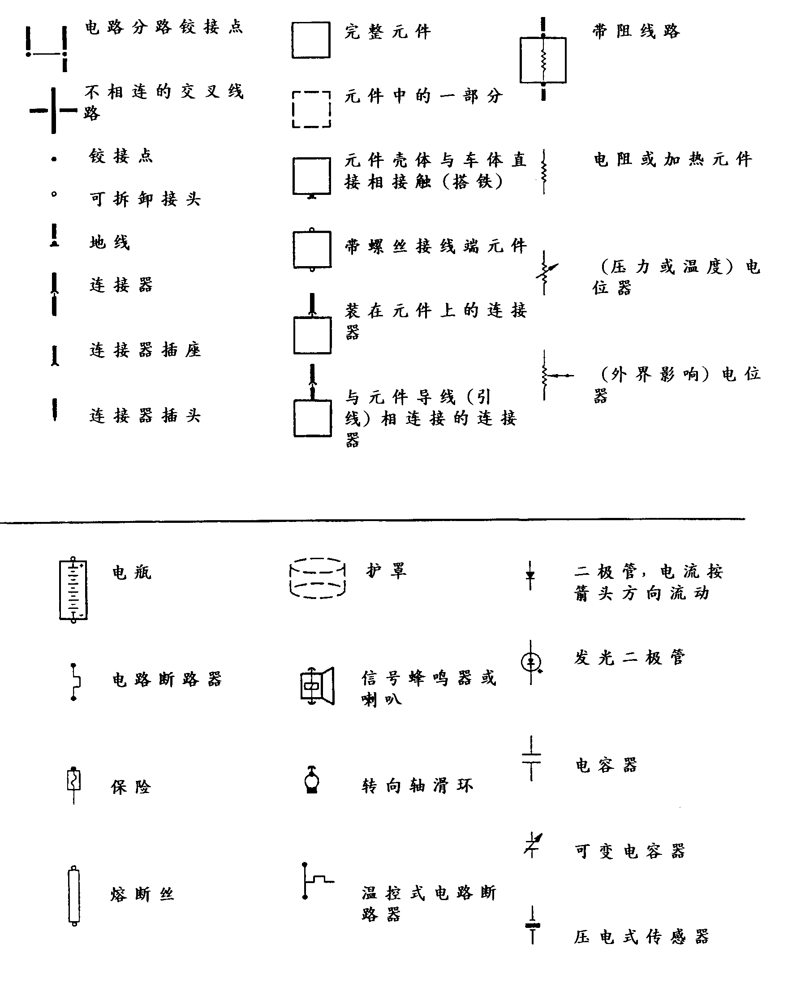 电路分路铰接点
不相连的交叉线
路
铰接点
可拆卸接头
地线
连接器
连接器插座
连接器插头
完整元件
元件中的一部分
元件壳体与车体直
接相接触(搭铁)
带螺丝接线端元件
装在元件上的连接
器
与元件导线(引
线)相连接的连接
器
带阻线路
电阻或加热元件
(压力或温度)电
位器
(外界影响)电位
器
电瓶
电路断路器
保险
熔断丝
护罩
信号蜂鸣器或
喇叭
转向轴滑环
温控式电路断
路器
二极管,电流按
箭头方向流动
发光二极管
电容器
可变电容器
压电式传感器